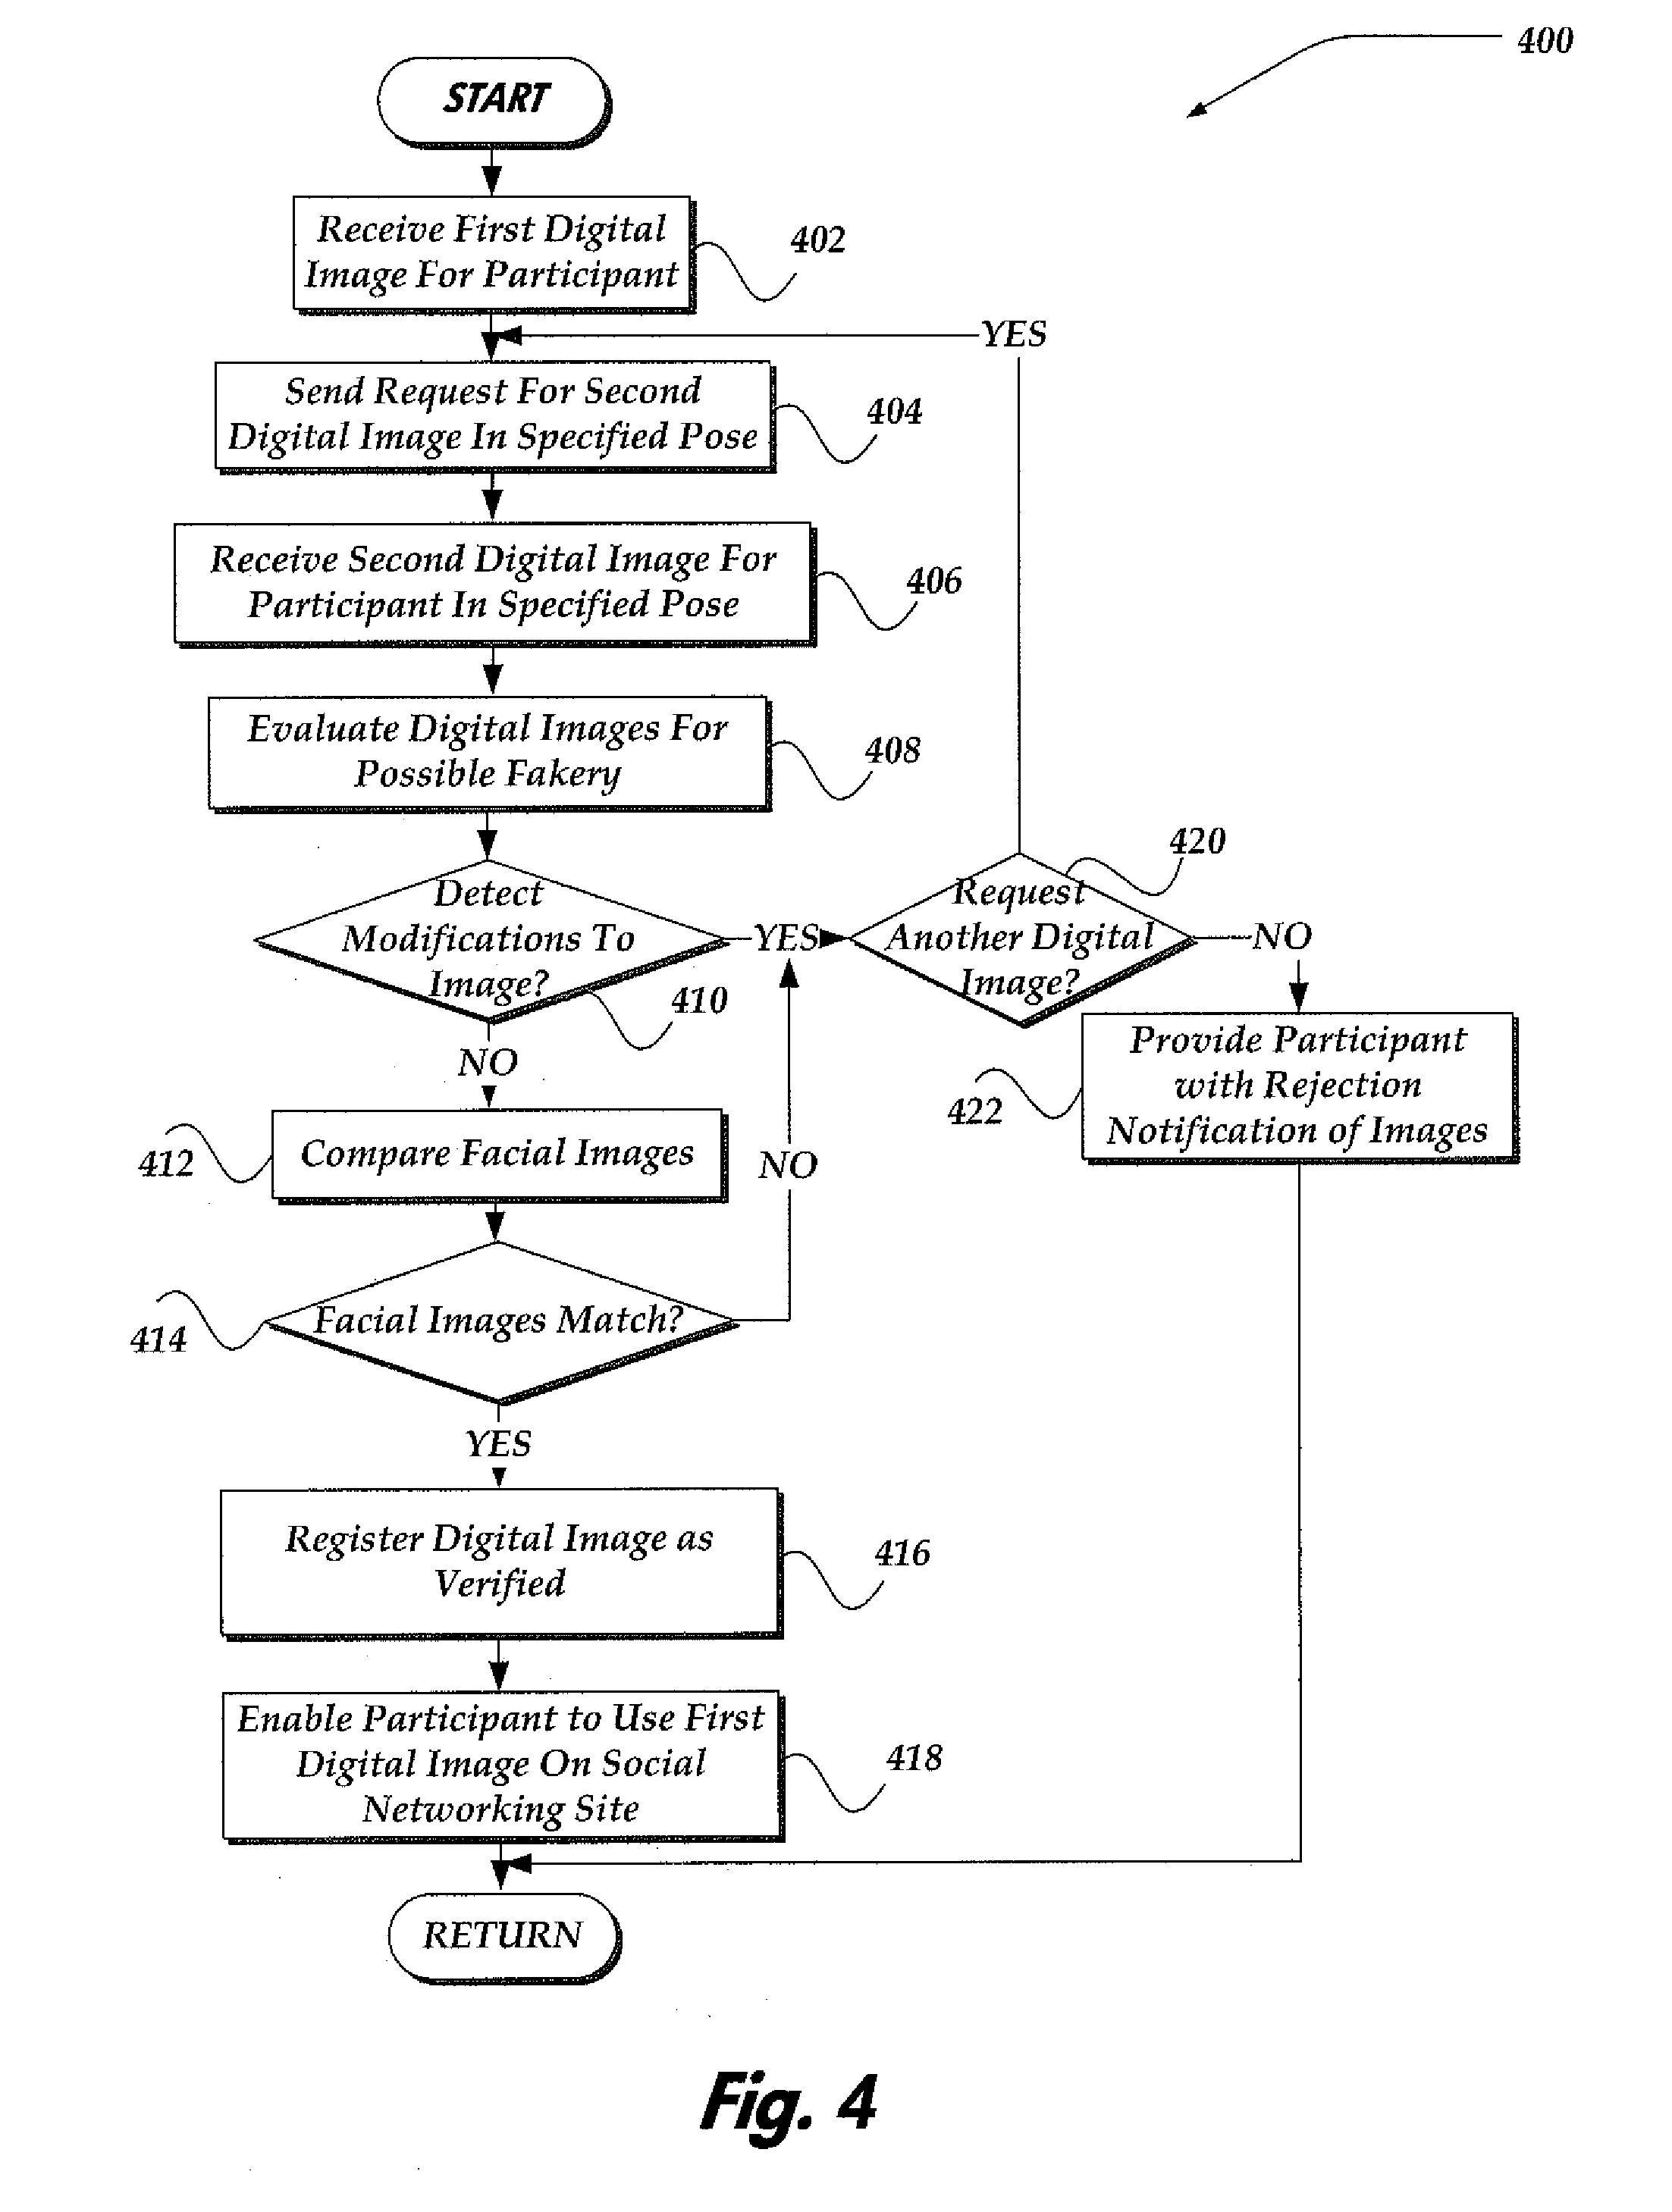 400
START
Receive First Digital
Image For Participant
402
YES
Send Request For Second
Digital Image In Specified Pose
404
Receive Second Digital Image For
Participant In Specified Pose
406
Evaluate Digital Images For
Possible Fakery
408
Detect
Modifications To
Image?
410
YES
Request
Another Digital
Image?
420
NO
NO
Provide Participant
with Rejection
Notification of Images
422
Compare Facial Images
412
NO
Facial Images Match?
414
YES
Register Digital Image as
Verified
416
Enable Participant to Use First
Digital Image On Social
Networking Site
418
RETURN
Fig. 4